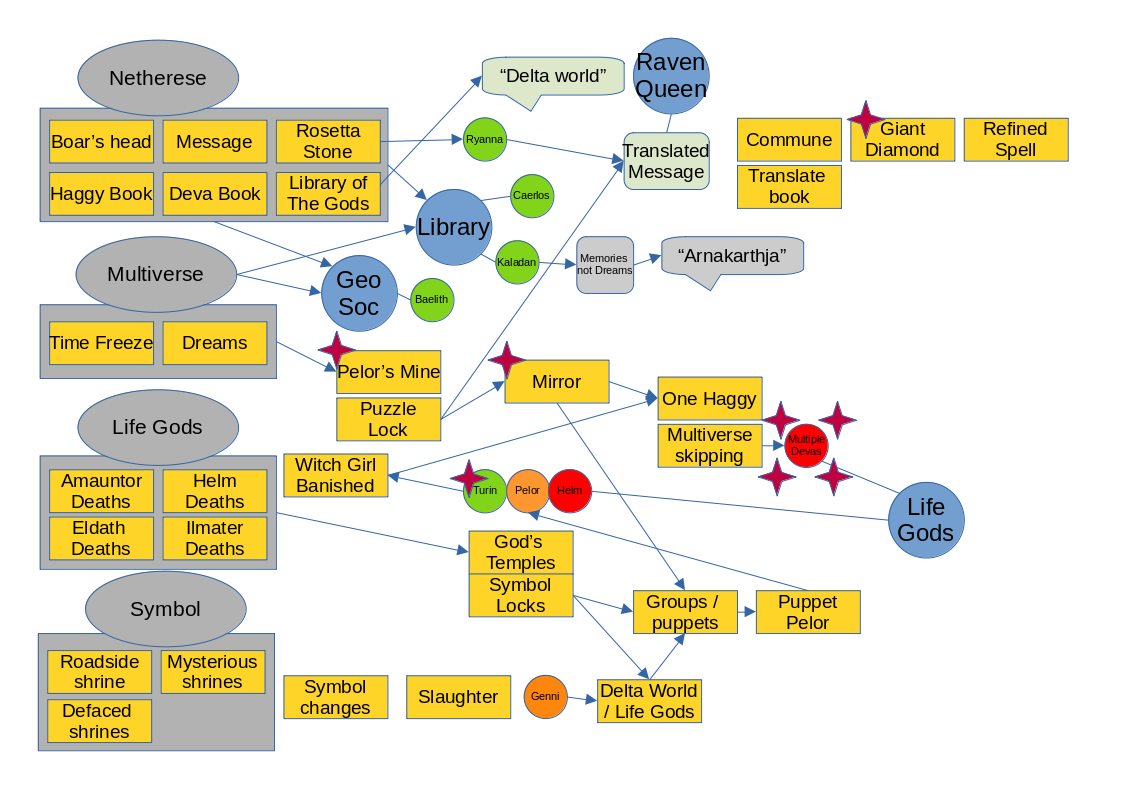 Netherese
Boar's head
Message
Rosetta
Stone
Haggy Book
Deva Book
Library of
The Gods
“Delta world”
Raven
Queen
Ryanna
Translated
Message
Commune
Giant
Diamond
Refined
Spell
Translate
book
Caerlos
Library
Kaladan
Memories
not Dreams
“Arnakarthja”
Multiverse
Geo
Soc
Baelith
Time Freeze
Dreams
Pelor's Mine
Puzzle
Lock
Mirror
One Haggy
Multiverse
skipping
Multiple
Devas
Life Gods
Amauntor
Deaths
Helm
Deaths
Eldath
Deaths
Ilmater
Deaths
Witch Girl
Banished
Turin
Pelor
Helm
Life
Gods
God's
Temples
Symbol
Locks
Groups /
puppets
Puppet
Pelor
Symbol
Roadside
shrine
Mysterious
shrines
Defaced
shrines
Symbol
changes
Slaughter
Genni
Delta World
/ Life Gods